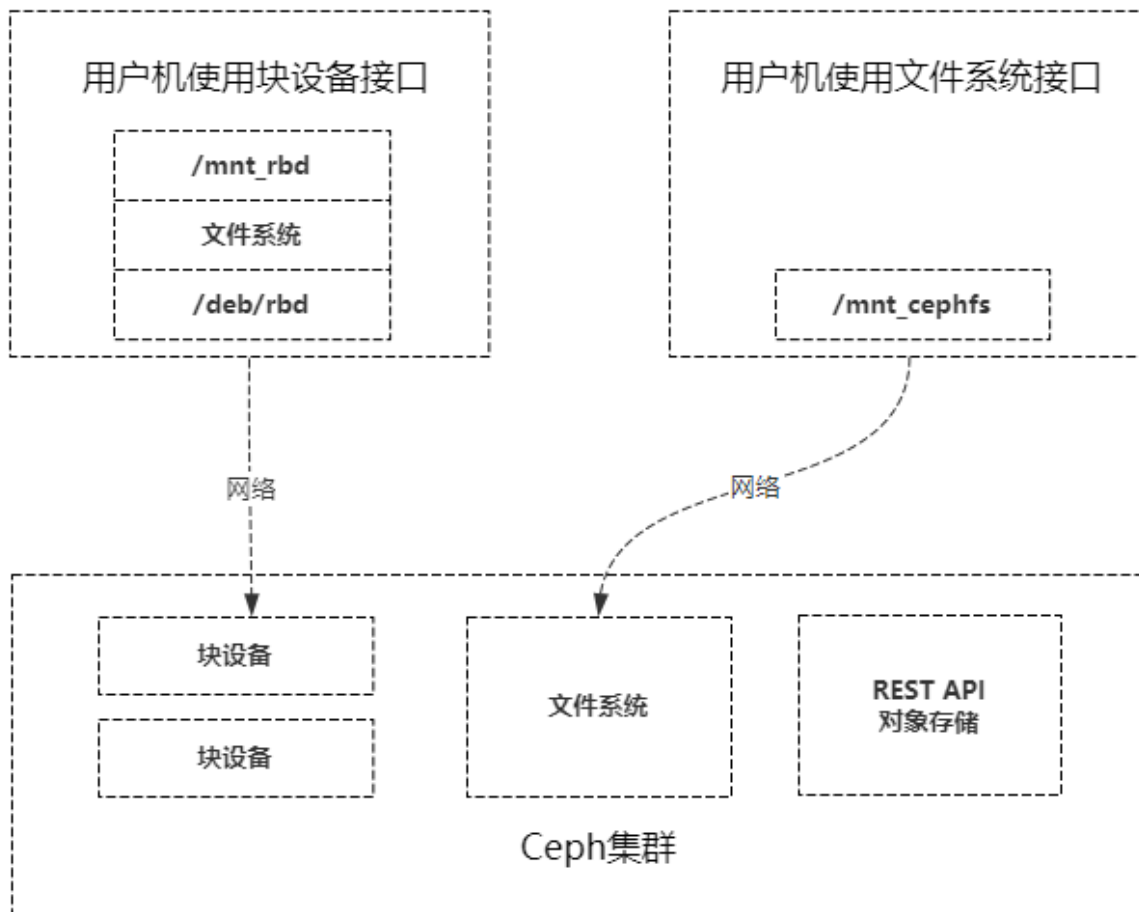 用户机使用块设备接口
/mnt_rbd
文件系统
/deb/rbd
用户机使用文件系统接口
/mnt_cephfs
网络
网络
块设备
块设备
文件系统
REST API
对象存储
Ceph集群